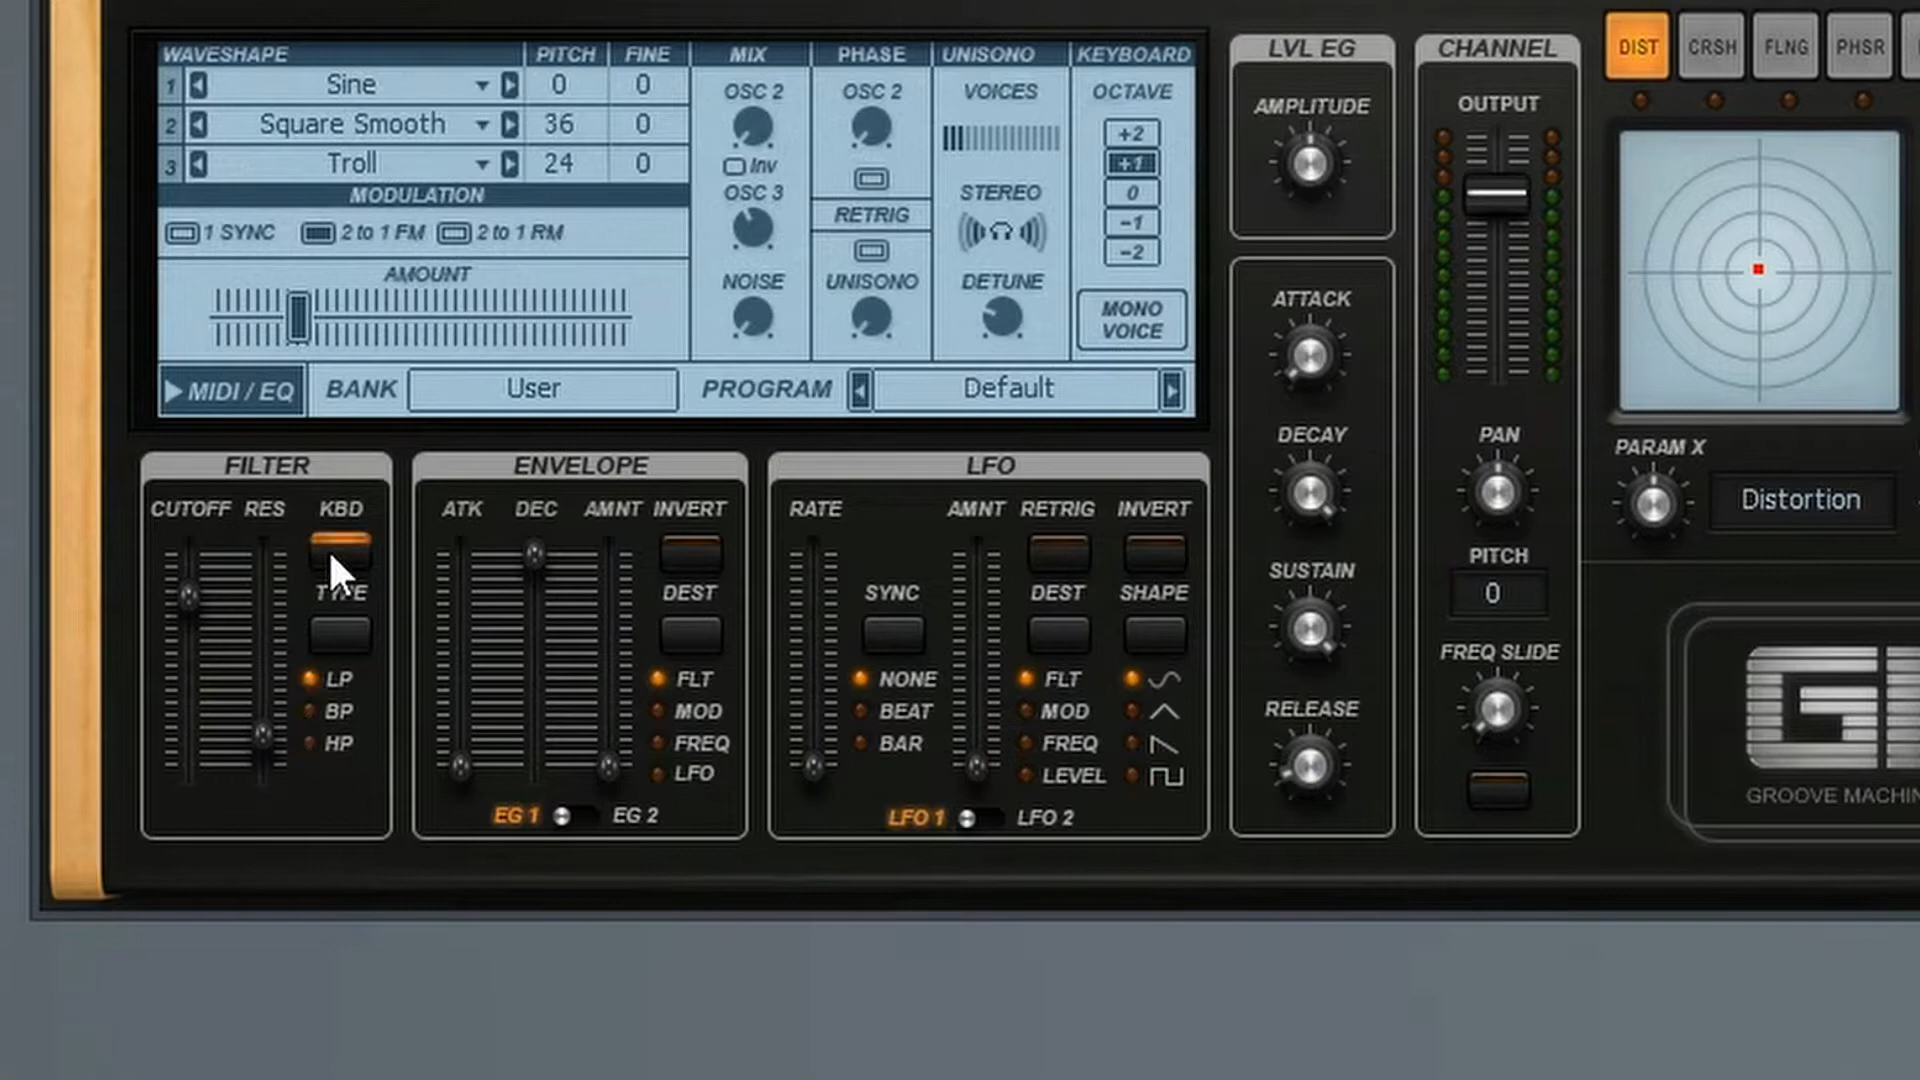 WAVESHAPE PITCH FINE MIX PHASE UNISONO KEYBOARD
1 Sine 0 0
2 Square Smooth 36 0
3 Troll 24 0
MODULATION
1 SYNC 2 to 1 FM 2 to 1 RM
AMOUNT
OSC 2
Inv
OSC 3
NOISE
OSC 2
RETRIG
UNISONO
VOICES
STEREO
DETUNE
OCTAVE
+2
+1
0
-1
-2
MONO
VOICE
MIDI / EQ BANK User PROGRAM Default
FILTER
CUTOFF RES KBD
TYPE
LP
BP
HP
ENVELOPE
ATK DEC AMNT INVERT
DEST
FLT
MOD
FREQ
LFO
EG 1 EG 2
LFO
RATE AMNT RETRIG INVERT
SYNC DEST SHAPE
NONE FLT
BEAT MOD
BAR FREQ
LEVEL
LFO 1 LFO 2
LVL EG
AMPLITUDE
ATTACK
DECAY
SUSTAIN
RELEASE
CHANNEL
OUTPUT
PAN
PITCH
0
FREQ SLIDE
DIST CRSH FLNG PHSR
PARAM X
Distortion
GROOVE